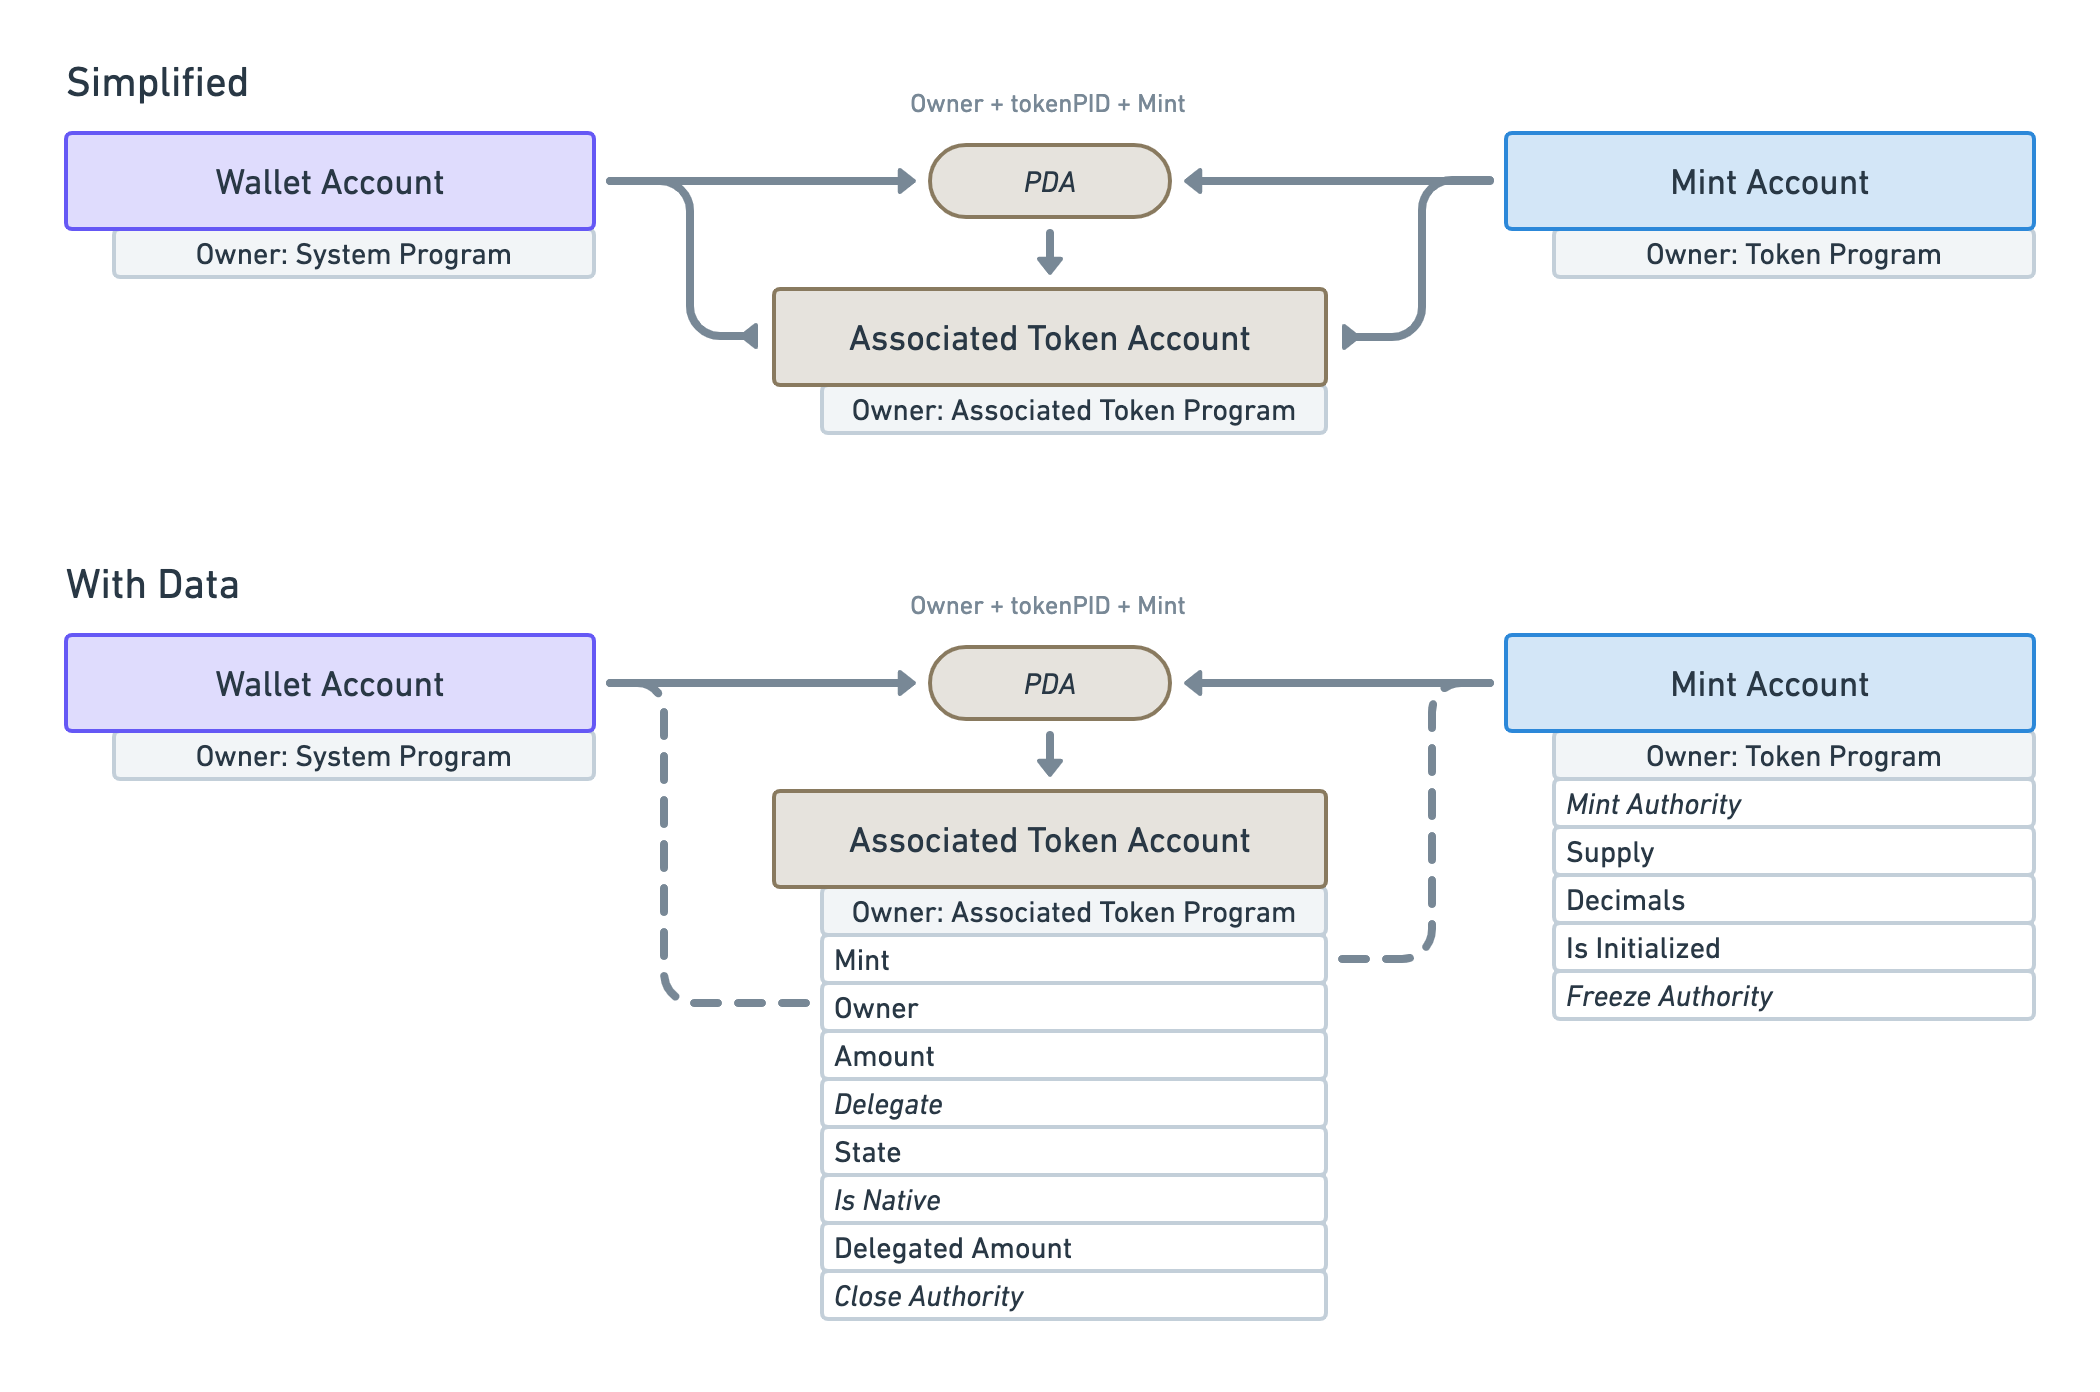 Simplified
Owner + tokenPID + Mint
Wallet Account
PDA
Mint Account
Owner: System Program
Owner: Token Program
Associated Token Account
Owner: Associated Token Program
With Data
Owner + tokenPID + Mint
Wallet Account
PDA
Mint Account
Owner: System Program
Owner: Token Program
Mint Authority
Supply
Decimals
Is Initialized
Freeze Authority
Associated Token Account
Owner: Associated Token Program
Mint
Owner
Amount
Delegate
State
Is Native
Delegated Amount
Close Authority